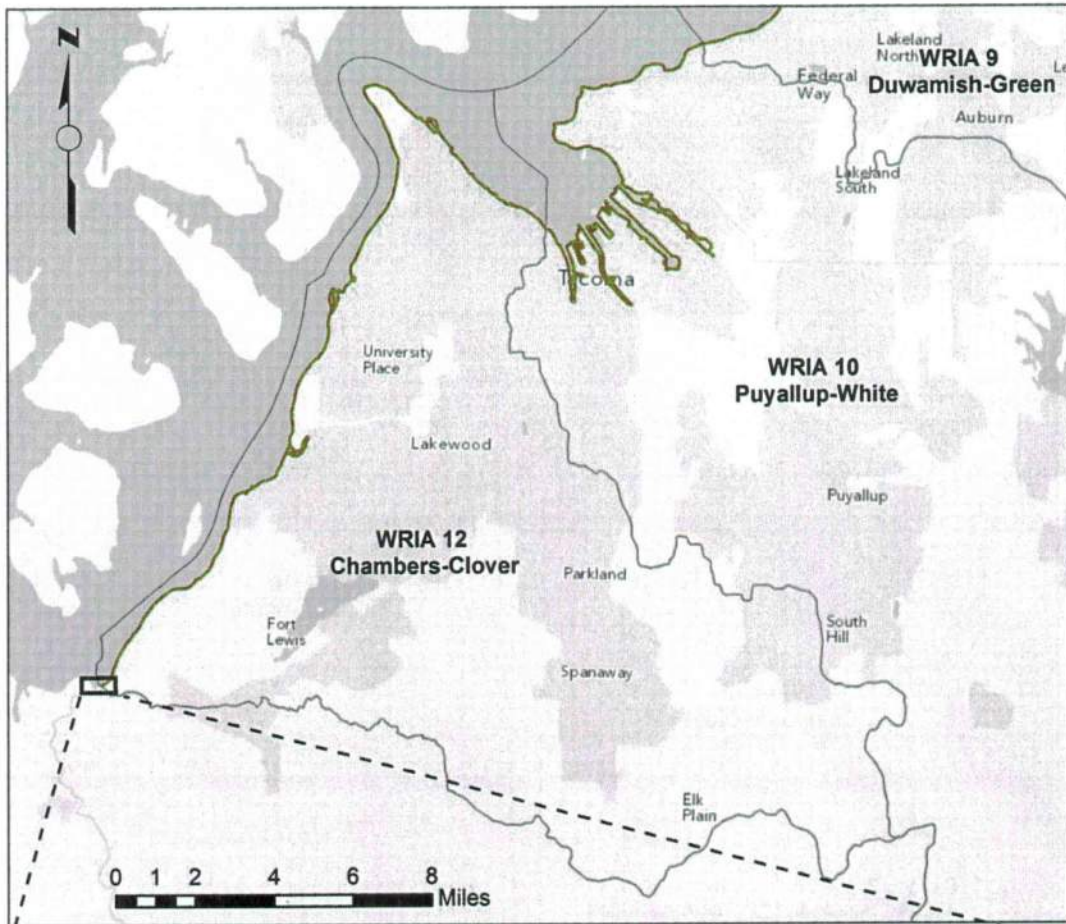 N
Lakeland
North
WRIA 9
Duwamish-Green
Le
Federal
Way
Auburn
Lakeland
South
Tacoma
University
Place
WRIA 10
Puyallup-White
Lakewood
Puyallup
WRIA 12
Chambers-Clover
Parkland
Fort
Lewis
South
Hill
Spanaway
Elk
Plain
0 1 2 4 6 8
Miles